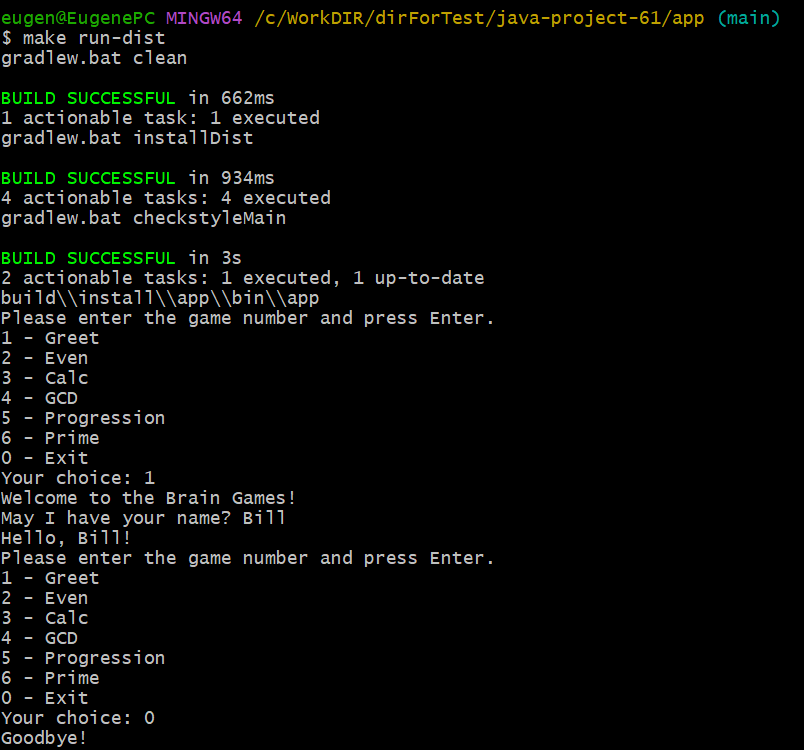 eugen@EugenePC MINGW64 /c/WorkDIR/dirForTest/java-project-61/app (main)
$ make run-dist
gradlew.bat clean
BUILD SUCCESSFUL in 662ms
1 actionable task: 1 executed
gradlew.bat installDist
BUILD SUCCESSFUL in 934ms
4 actionable tasks: 4 executed
gradlew.bat checkstyleMain
BUILD SUCCESSFUL in 3s
2 actionable tasks: 1 executed, 1 up-to-date
build\\install\\app\\bin\\app
Please enter the game number and press Enter.
1 - Greet
2 - Even
3 - Calc
4 - GCD
5 - Progression
6 - Prime
0 - Exit
Your choice: 1
Welcome to the Brain Games!
May I have your name? Bill
Hello, Bill!
Please enter the game number and press Enter.
1 - Greet
2 - Even
3 - Calc
4 - GCD
5 - Progression
6 - Prime
0 - Exit
Your choice: 0
Goodbye!